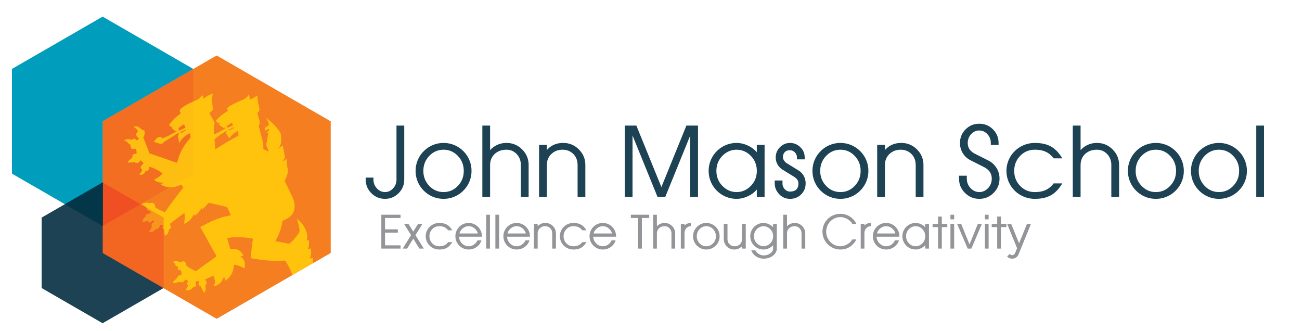 John Mason School
Excellence Through Creativity